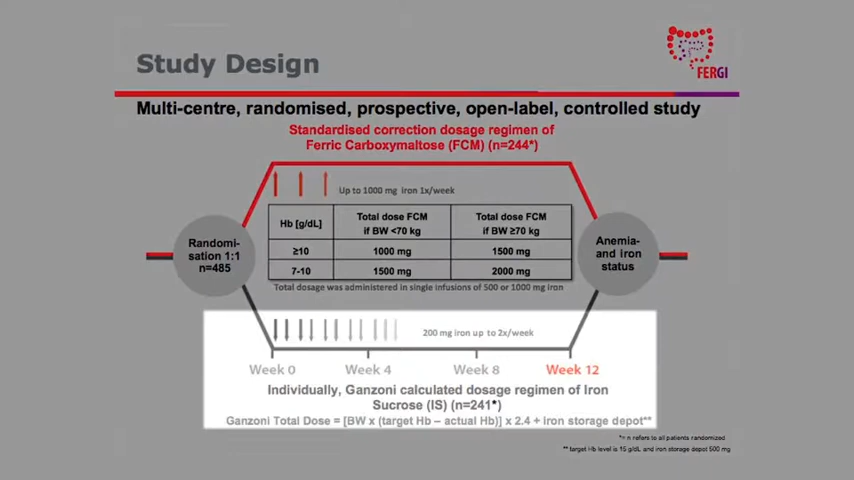 Study Design
FERGI
Multi-centre, randomised, prospective, open-label, controlled study
Standardised correction dosage regimen of
Ferric Carboxymaltose (FCM) (n=244*)
Up to 1000 mg iron 1x/week
Hb [g/dL]
Total dose FCM
if BW <70 kg
Total dose FCM
if BW ≥70 kg
≥10
1000 mg
1500 mg
7-10
1500 mg
2000 mg
Total dosage was administered in single infusions of 500 or 1000 mg iron
Randomi-
sation 1:1
n=485
Anemia-
and iron
status
200 mg iron up to 2x/week
Week 0
Week 4
Week 8
Week 12
Individually, Ganzoni calculated dosage regimen of Iron
Sucrose (IS) (n=241*)
Ganzoni Total Dose = [BW x (target Hb – actual Hb)] x 2.4 + iron storage depot**
*= n refers to all patients randomized
** target Hb level is 15 g/dL and iron storage depot 500 mg